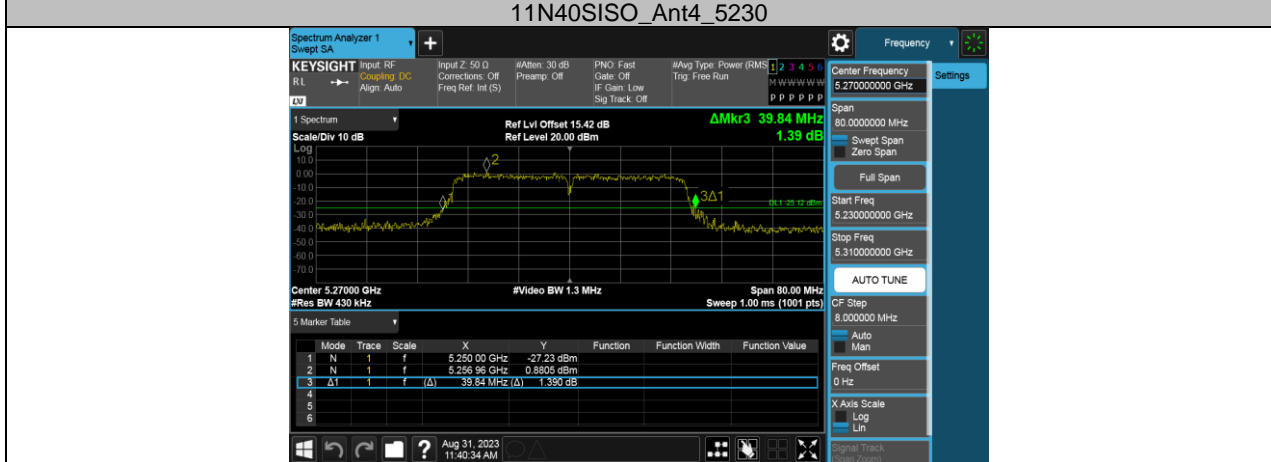 11N40SISO_Ant4_5230
Spectrum Analyzer 1
Swept SA
Frequency
KEYSIGHT
RL
LXI
Input: RF
Coupling: DC
Align: Auto
Input Z: 50 Ω
Corrections: Off
Freq Ref: Int (S)
#Atten: 30 dB
Preamp: Off
PNO: Fast
Gate: Off
IF Gain: Low
Sig Track: Off
#Avg Type: Power (RMS
Trig: Free Run
1 2 3 4 5 6
M W W W W W
P P P P P P
1 Spectrum
Scale/Div 10 dB
Ref Lvl Offset 15.42 dB
Ref Level 20.00 dBm
ΔMkr3 39.84 MHz
1.39 dB
Log
10.0
0.00
-10.0
-20.0
-30.0
-40.0
-50.0
-60.0
-70.0
2
3Δ1
DL1 -25.12 dBm
Center 5.27000 GHz
#Res BW 430 kHz
#Video BW 1.3 MHz
Span 80.00 MHz
Sweep 1.00 ms (1001 pts)
5 Marker Table
Mode Trace Scale X Y Function Function Width Function Value
1 N 1 f 5.250 00 GHz -27.23 dBm
2 N 1 f 5.256 96 GHz 0.8805 dBm
3 Δ1 1 f (Δ) 39.84 MHz (Δ) 1.390 dB
4
5
6
Aug 31, 2023
11:40:34 AM
Center Frequency
5.270000000 GHz
Settings
Span
80.0000000 MHz
Swept Span
Zero Span
Full Span
Start Freq
5.230000000 GHz
Stop Freq
5.310000000 GHz
AUTO TUNE
CF Step
8.000000 MHz
Auto
Man
Freq Offset
0 Hz
X Axis Scale
Log
Lin
Signal Track
(Span Zoom)